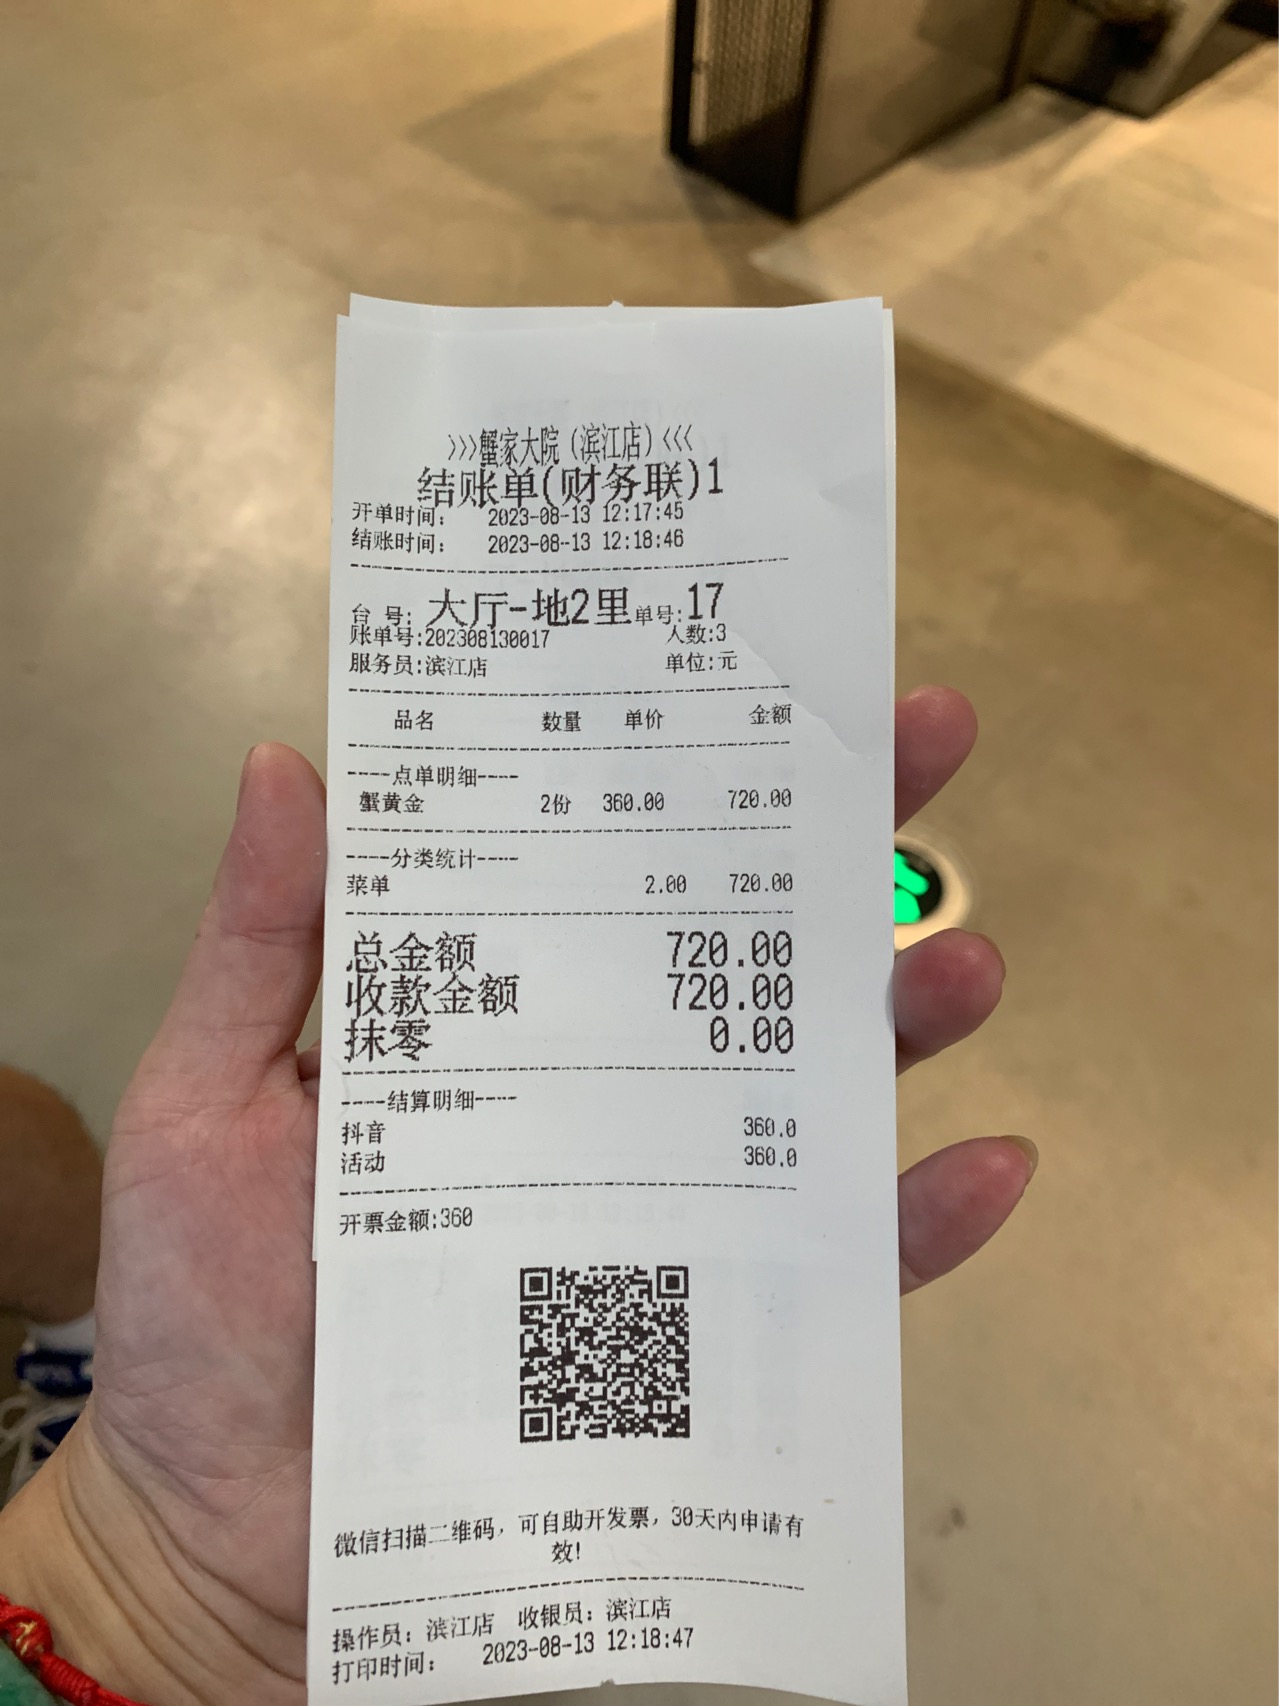 >>>蟹家大院（滨江店）<<<
结账单(财务联)1
开单时间： 2023-08-13 12:17:45
结账时间： 2023-08-13 12:18:46
台 号: 大厅-地2里 单号:17
账单号:202308130017 人数:3
服务员:滨江店 单位:元
品名 数量 单价 金额
----点单明细----
蟹黄金 2份 360.00 720.00
----分类统计----
菜单 2.00 720.00
总金额 720.00
收款金额 720.00
抹零 0.00
----结算明细----
抖音 360.0
活动 360.0
开票金额:360
微信扫描二维码，可自助开发票，30天内申请有
效!
操作员：滨江店 收银员：滨江店
打印时间： 2023-08-13 12:18:47